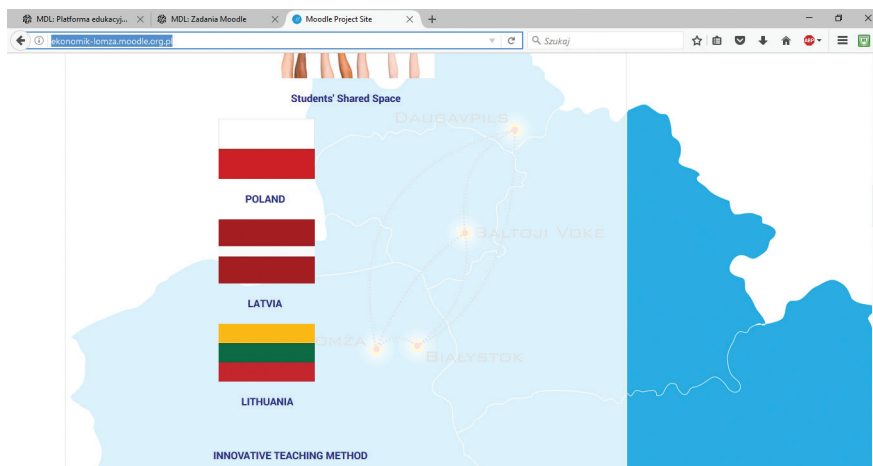 MDL: Platforma edukacyj...
MDL: Zadania Moodle
Moodle Project Site
ekonomik-lomza.moodle.org.pl
Szukaj
ABP
Students' Shared Space
DAUGAVPILS
POLAND
BALTOJI VOKE
LATVIA
ŁOMŻA
BIAŁYSTOK
LITHUANIA
INNOVATIVE TEACHING METHOD